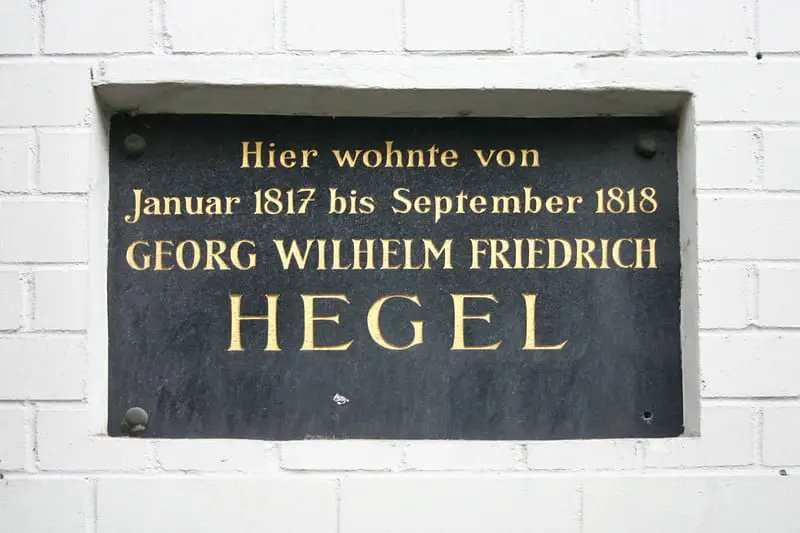 Hier wohnte von
Januar 1817 bis September 1818
GEORG WILHELM FRIEDRICH
HEGEL